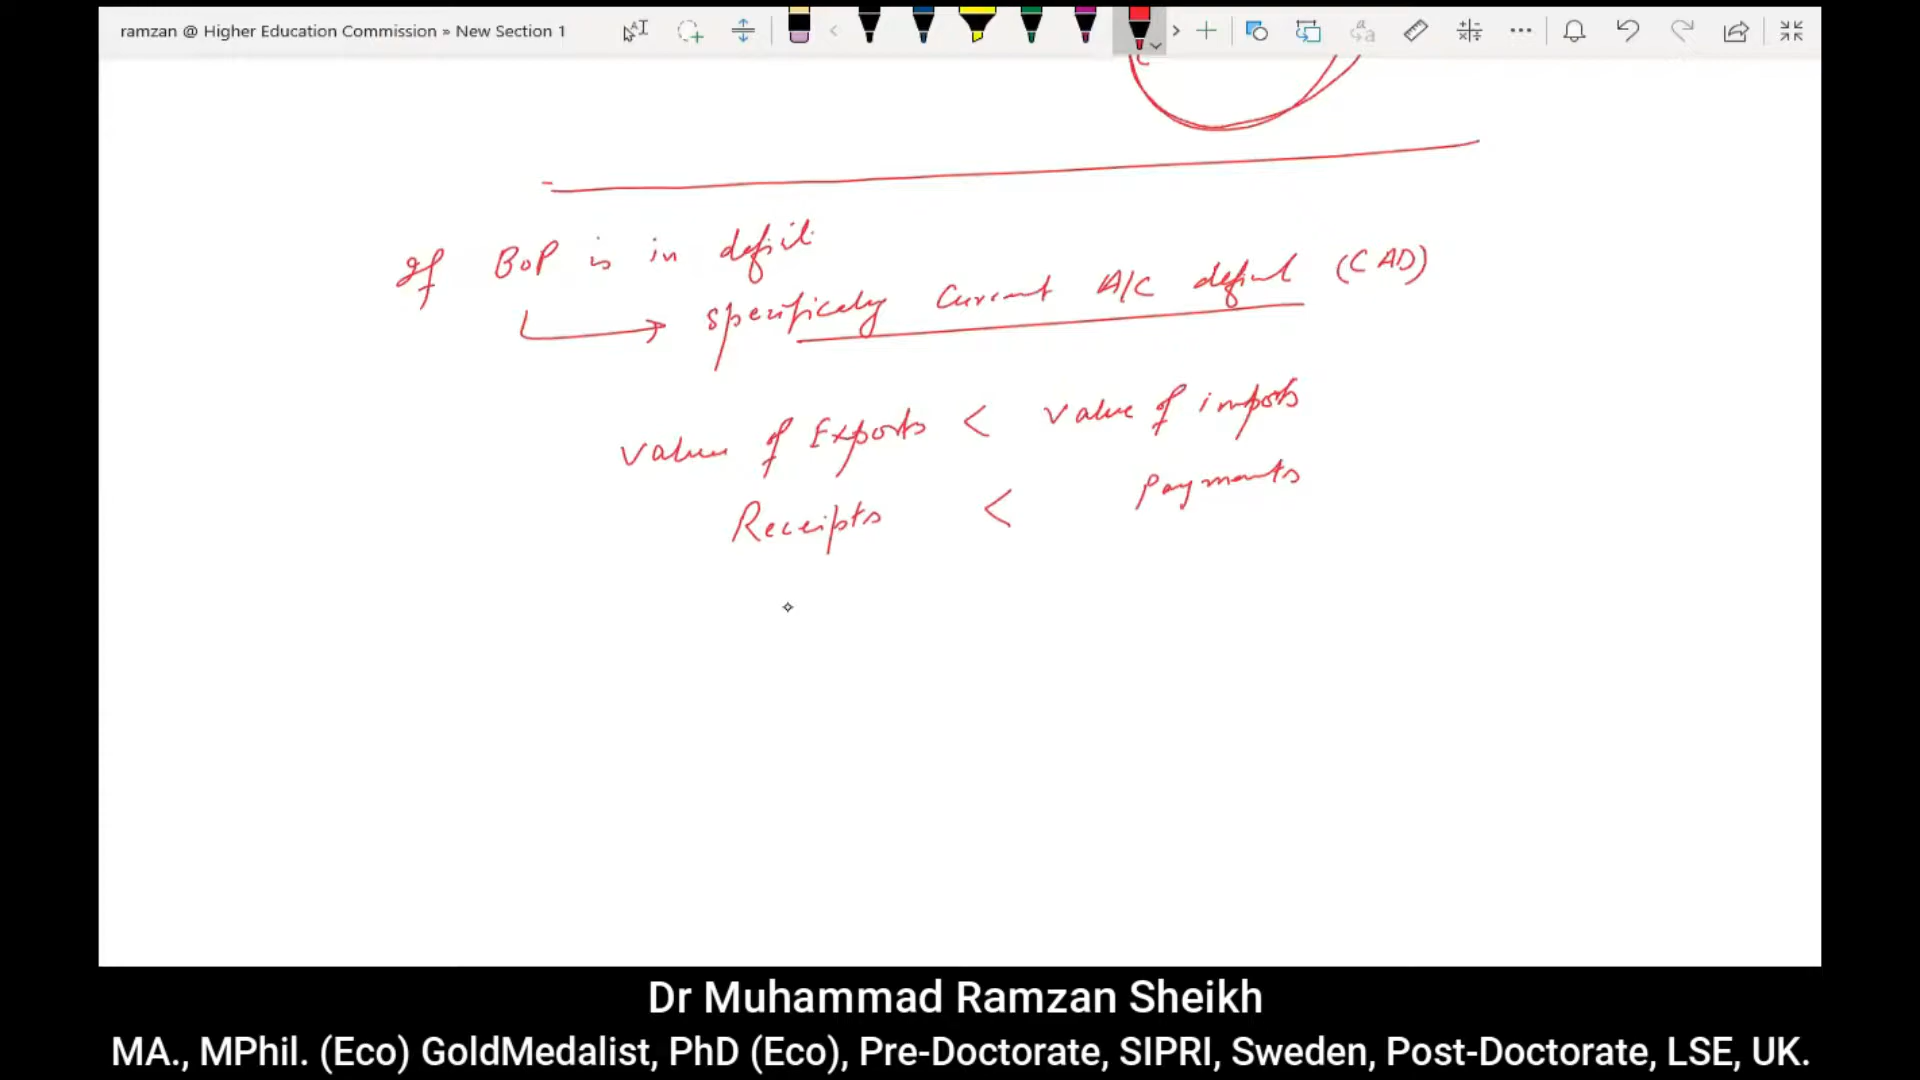 ramzan @ Higher Education Commission » New Section 1
If BoP is in deficit
specifically Current A/C deficit (CAD)
Value of Exports < Value of imports
Receipts < Payments
Dr Muhammad Ramzan Sheikh
MA., MPhil. (Eco) GoldMedalist, PhD (Eco), Pre-Doctorate, SIPRI, Sweden, Post-Doctorate, LSE, UK.